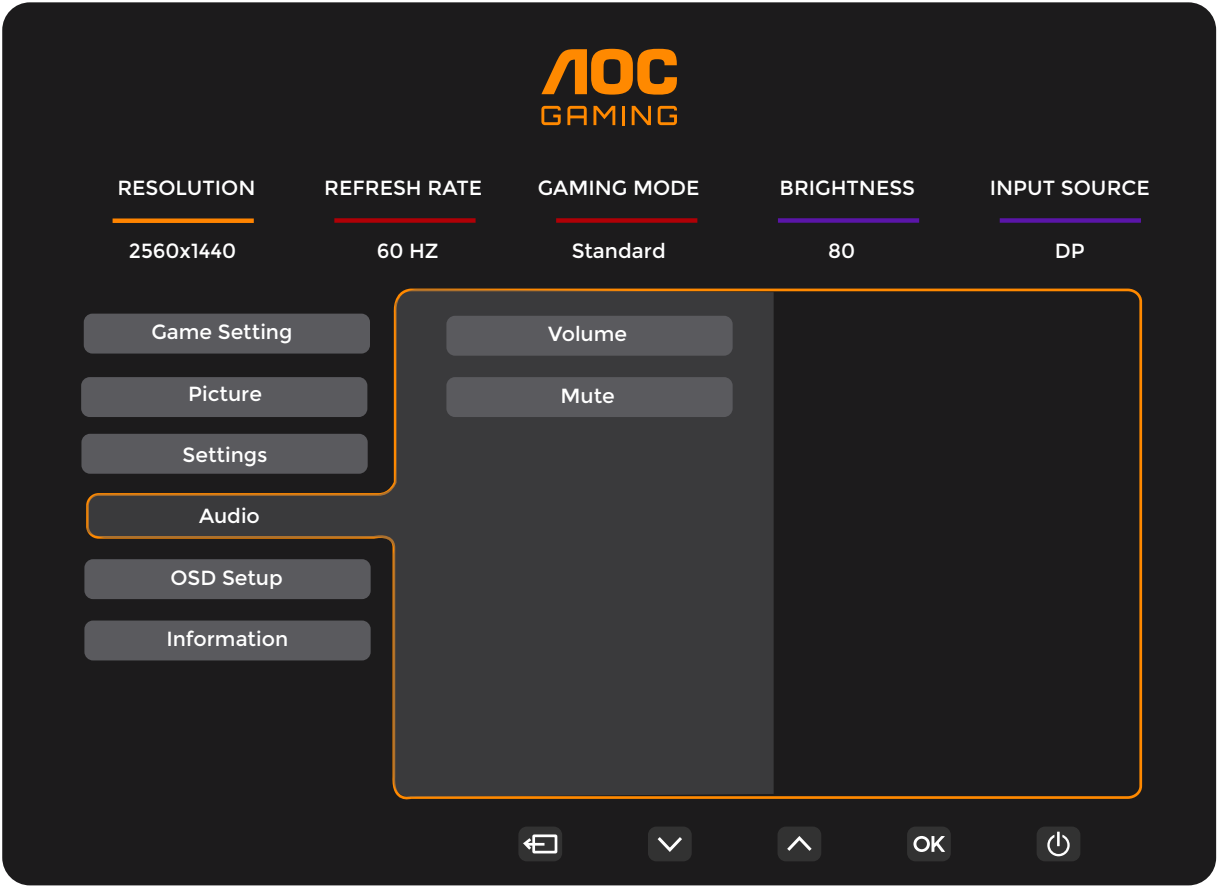 AOC
GAMING
RESOLUTION REFRESH RATE GAMING MODE BRIGHTNESS INPUT SOURCE
2560x1440 60 HZ Standard 80 DP
Game Setting Volume
Picture Mute
Settings
Audio
OSD Setup
Information
OK